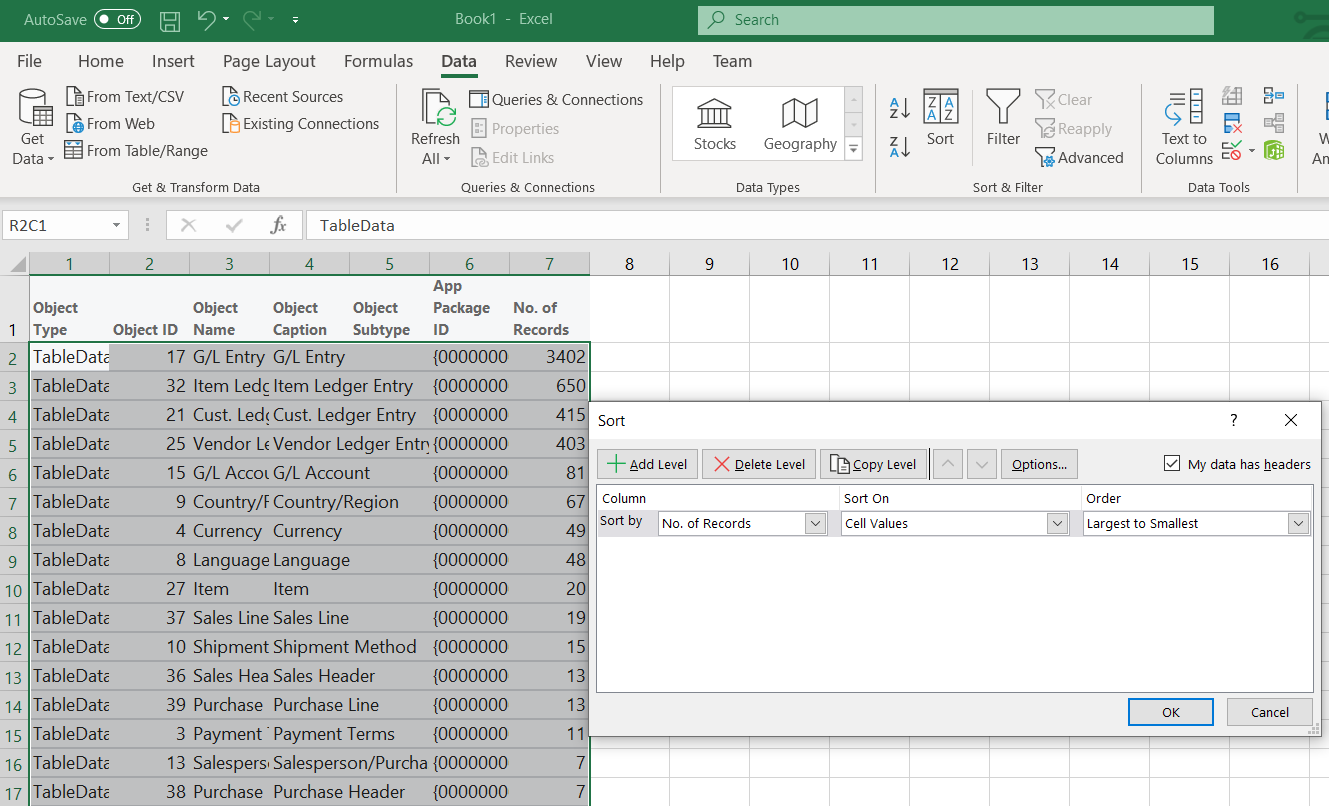 AutoSave Off Book1 - Excel Search
File Home Insert Page Layout Formulas Data Review View Help Team
Get Data
From Text/CSV
From Web
From Table/Range
Recent Sources
Existing Connections
Get & Transform Data
Refresh All
Queries & Connections
Properties
Edit Links
Queries & Connections
Stocks Geography
Data Types
Sort
Filter
Clear
Reapply
Advanced
Sort & Filter
Text to Columns
Data Tools
R2C1 fx TableData
1 2 3 4 5 6 7 8 9 10 11 12 13 14 15 16
1 Object Type Object ID Object Name Object Caption Object Subtype App Package ID No. of Records
2 TableData 17 G/L Entry G/L Entry {0000000 3402
3 TableData 32 Item Ledg Item Ledger Entry {0000000 650
4 TableData 21 Cust. Ledg Cust. Ledger Entry {0000000 415
5 TableData 25 Vendor Le Vendor Ledger Entry {0000000 403
6 TableData 15 G/L Accou G/L Account {0000000 81
7 TableData 9 Country/R Country/Region {0000000 67
8 TableData 4 Currency Currency {0000000 49
9 TableData 8 Language Language {0000000 48
10 TableData 27 Item Item {0000000 20
11 TableData 37 Sales Line Sales Line {0000000 19
12 TableData 10 Shipment Shipment Method {0000000 15
13 TableData 36 Sales Hea Sales Header {0000000 13
14 TableData 39 Purchase Purchase Line {0000000 13
15 TableData 3 Payment Payment Terms {0000000 11
16 TableData 13 Salespers Salesperson/Purcha {0000000 7
17 TableData 38 Purchase Purchase Header {0000000 7
Sort ?
Add Level Delete Level Copy Level Options... My data has headers
Column Sort On Order
Sort by No. of Records Cell Values Largest to Smallest
OK Cancel